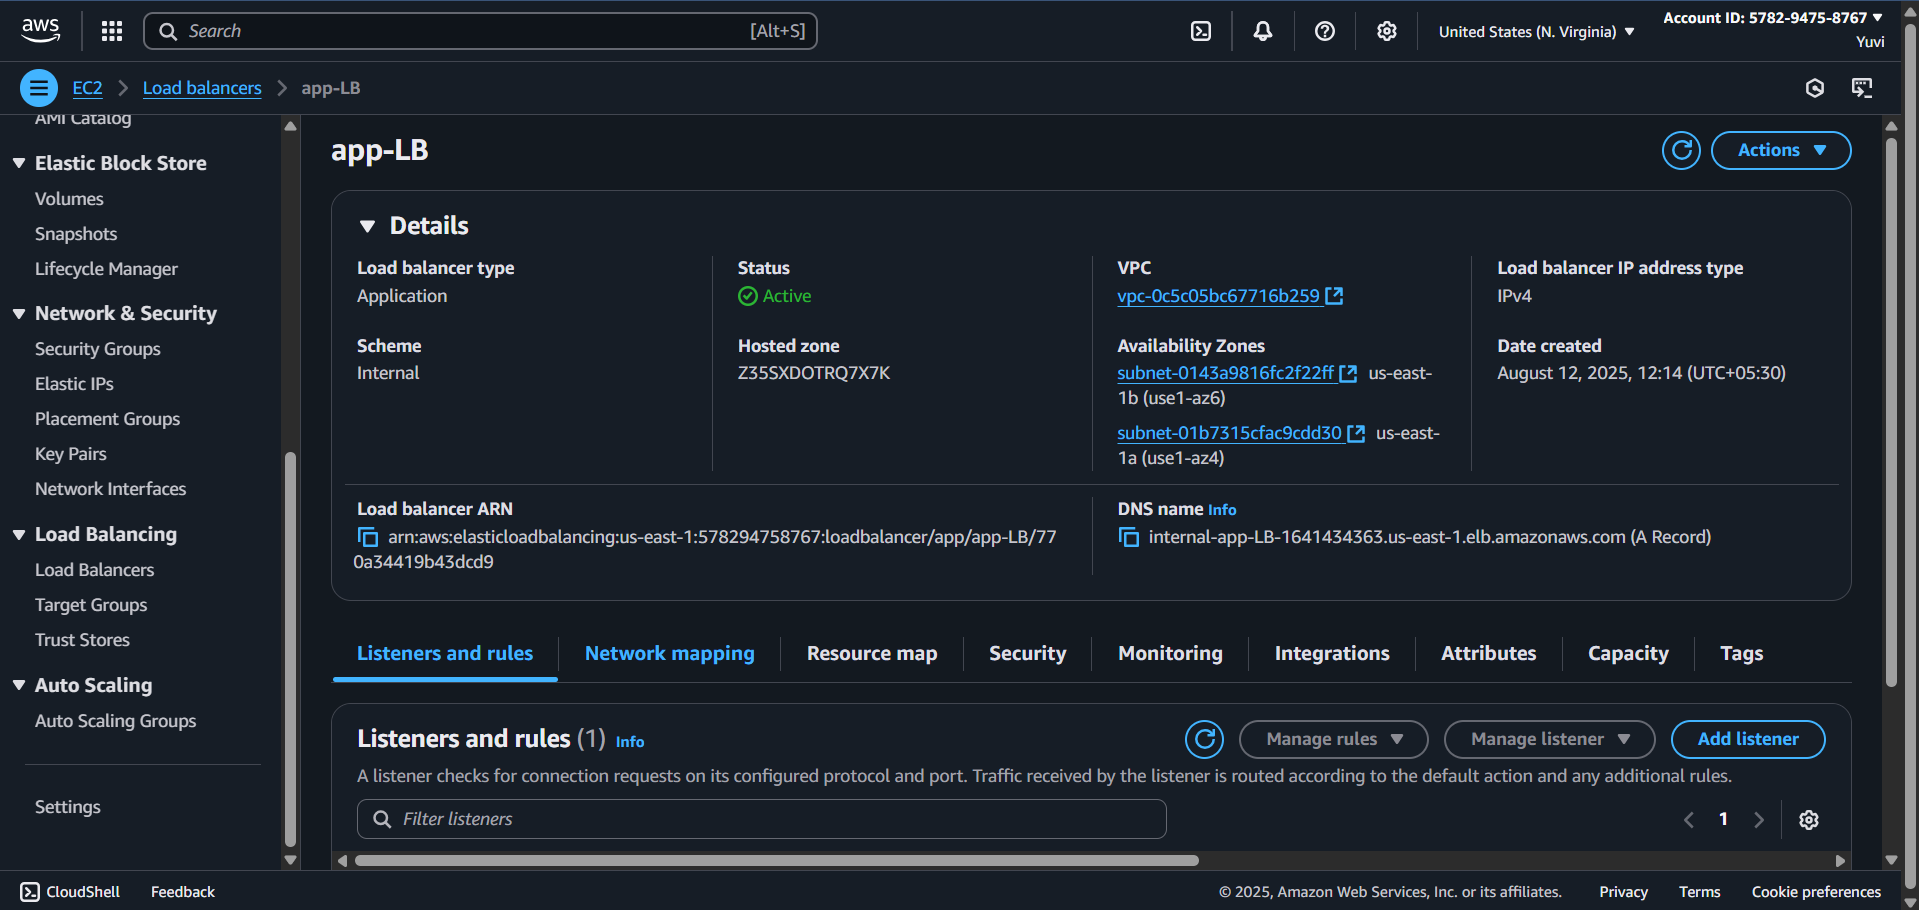 aws
Search [Alt+S]
United States (N. Virginia)
Account ID: 5782-9475-8767
Yuvi
EC2
Load balancers
app-LB
AMI Catalog
Elastic Block Store
Volumes
Snapshots
Lifecycle Manager
Network & Security
Security Groups
Elastic IPs
Placement Groups
Key Pairs
Network Interfaces
Load Balancing
Load Balancers
Target Groups
Trust Stores
Auto Scaling
Auto Scaling Groups
Settings
app-LB
Actions
Details
Load balancer type
Application
Status
Active
VPC
vpc-0c5c05bc67716b259
Load balancer IP address type
IPv4
Scheme
Internal
Hosted zone
Z35SXDOTRQ7X7K
Availability Zones
subnet-0143a9816fc2f22ff us-east-
1b (use1-az6)
subnet-01b7315cfac9cdd30 us-east-
1a (use1-az4)
Date created
August 12, 2025, 12:14 (UTC+05:30)
Load balancer ARN
arn:aws:elasticloadbalancing:us-east-1:578294758767:loadbalancer/app/app-LB/77
0a34419b43dcd9
DNS name Info
internal-app-LB-1641434363.us-east-1.elb.amazonaws.com (A Record)
Listeners and rules
Network mapping
Resource map
Security
Monitoring
Integrations
Attributes
Capacity
Tags
Listeners and rules (1) Info
Manage rules
Manage listener
Add listener
A listener checks for connection requests on its configured protocol and port. Traffic received by the listener is routed according to the default action and any additional rules.
Filter listeners
1
CloudShell
Feedback
© 2025, Amazon Web Services, Inc. or its affiliates.
Privacy
Terms
Cookie preferences